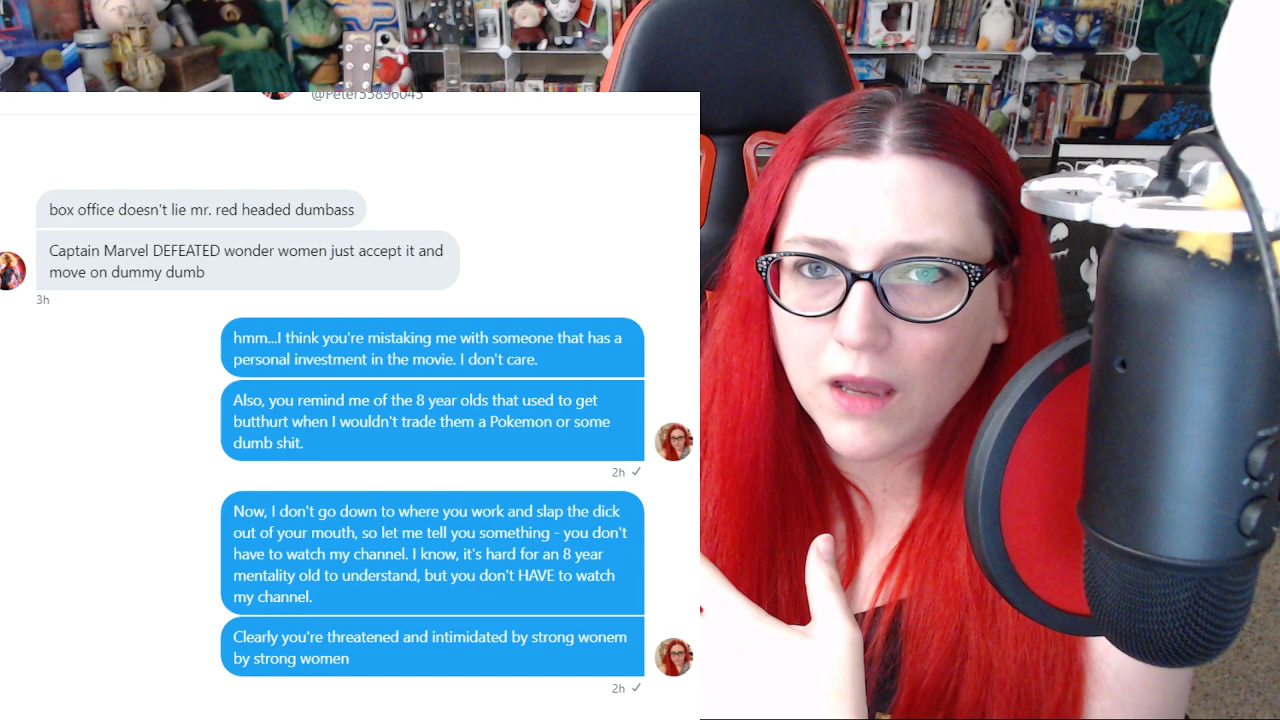 @Peter55896045
box office doesn't lie mr. red headed dumbass
Captain Marvel DEFEATED wonder women just accept it and
move on dummy dumb
3h
hmm...I think you're mistaking me with someone that has a
personal investment in the movie. I don't care.
Also, you remind me of the 8 year olds that used to get
butthurt when I wouldn't trade them a Pokemon or some
dumb shit.
2h
Now, I don't go down to where you work and slap the dick
out of your mouth, so let me tell you something - you don't
have to watch my channel. I know, it's hard for an 8 year
mentality old to understand, but you don't HAVE to watch
my channel.
Clearly you're threatened and intimidated by strong wonem
by strong women
2h